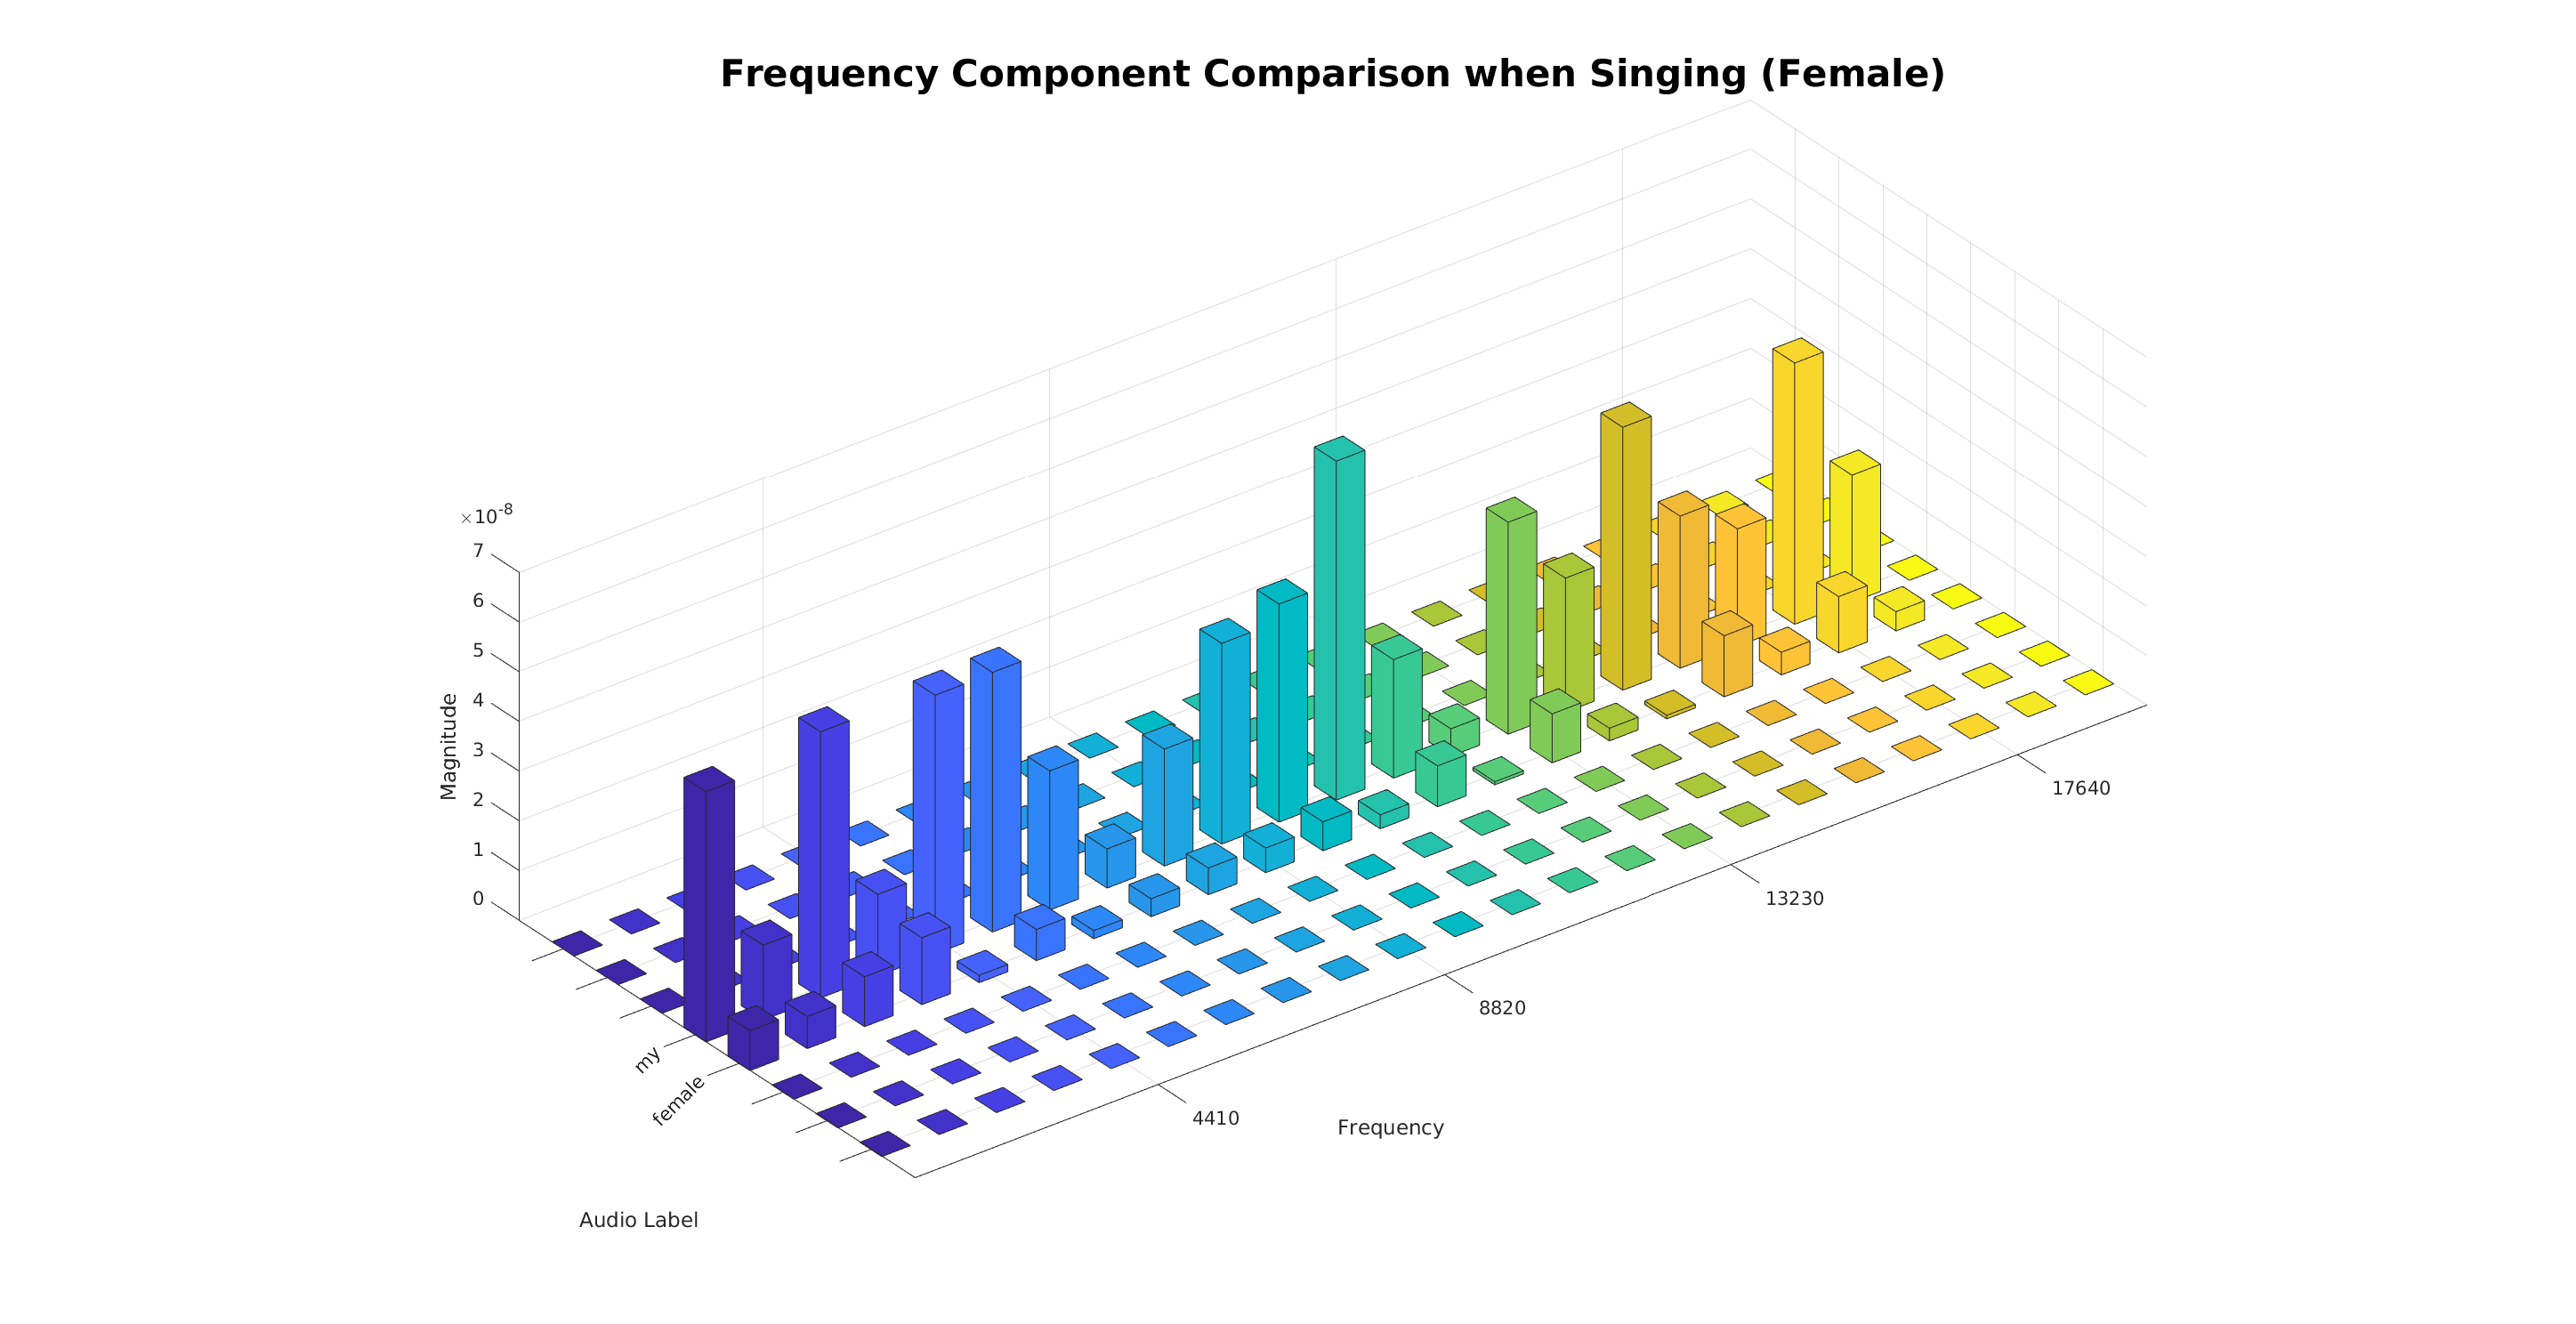 Frequency Component Comparison when Singing (Female)
×10-8
7
6
5
4
3
2
1
0
Magnitude
my
female
Audio Label
4410
8820
13230
17640
Frequency